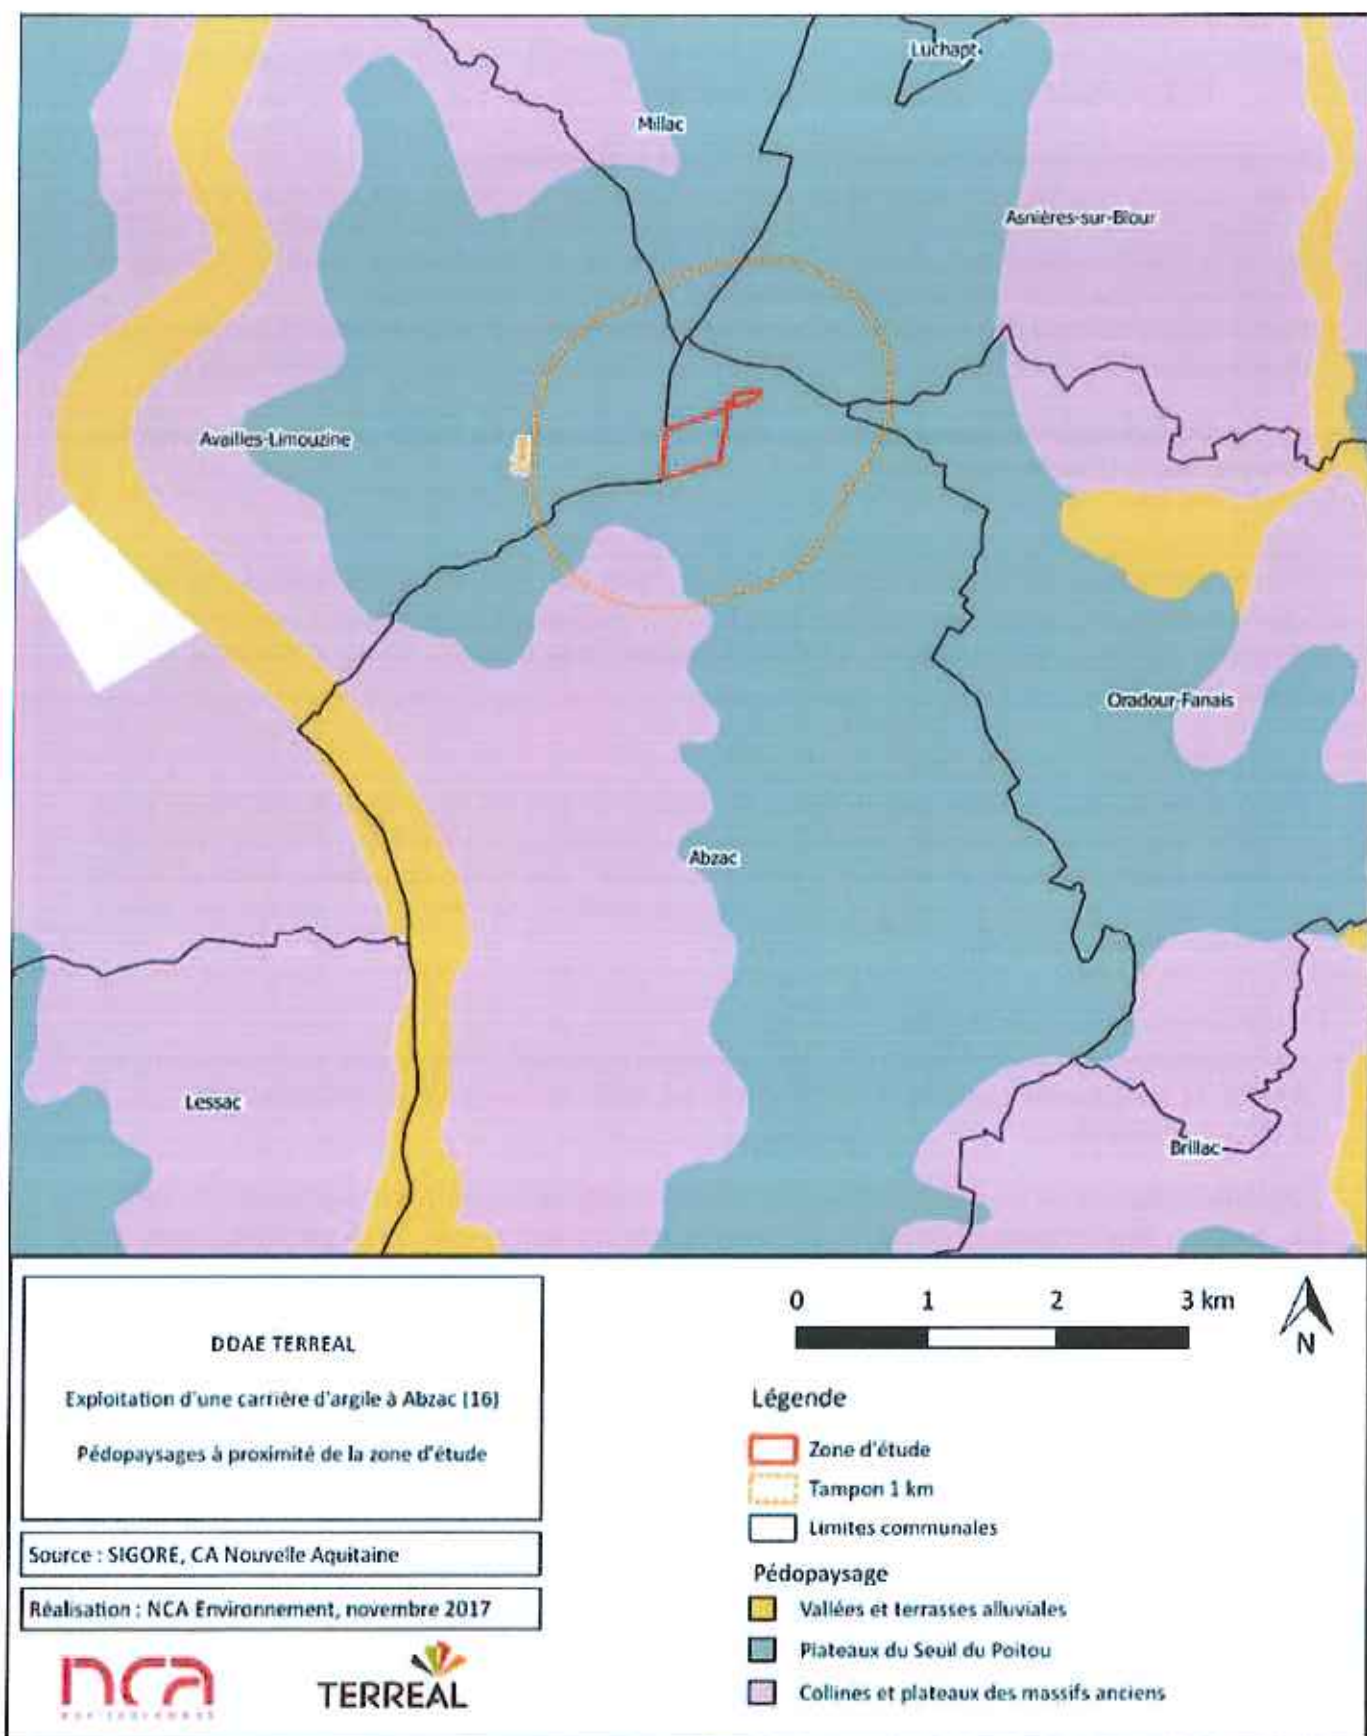 Luchapt
Millac
Asnières-sur-Blour
Availles-Limouzine
Oradour-Fanais
Abzac
Lessac
Brillac
DDAE TERREAL
Exploitation d'une carrière d'argile à Abzac (16)
Pédopaysages à proximité de la zone d'étude
Source : SIGORE, CA Nouvelle Aquitaine
Réalisation : NCA Environnement, novembre 2017
nca
TERREAL
0 1 2 3 km
N
Légende
Zone d'étude
Tampon 1 km
Limites communales
Pédopaysage
Vallées et terrasses alluviales
Plateaux du Seuil du Poitou
Collines et plateaux des massifs anciens